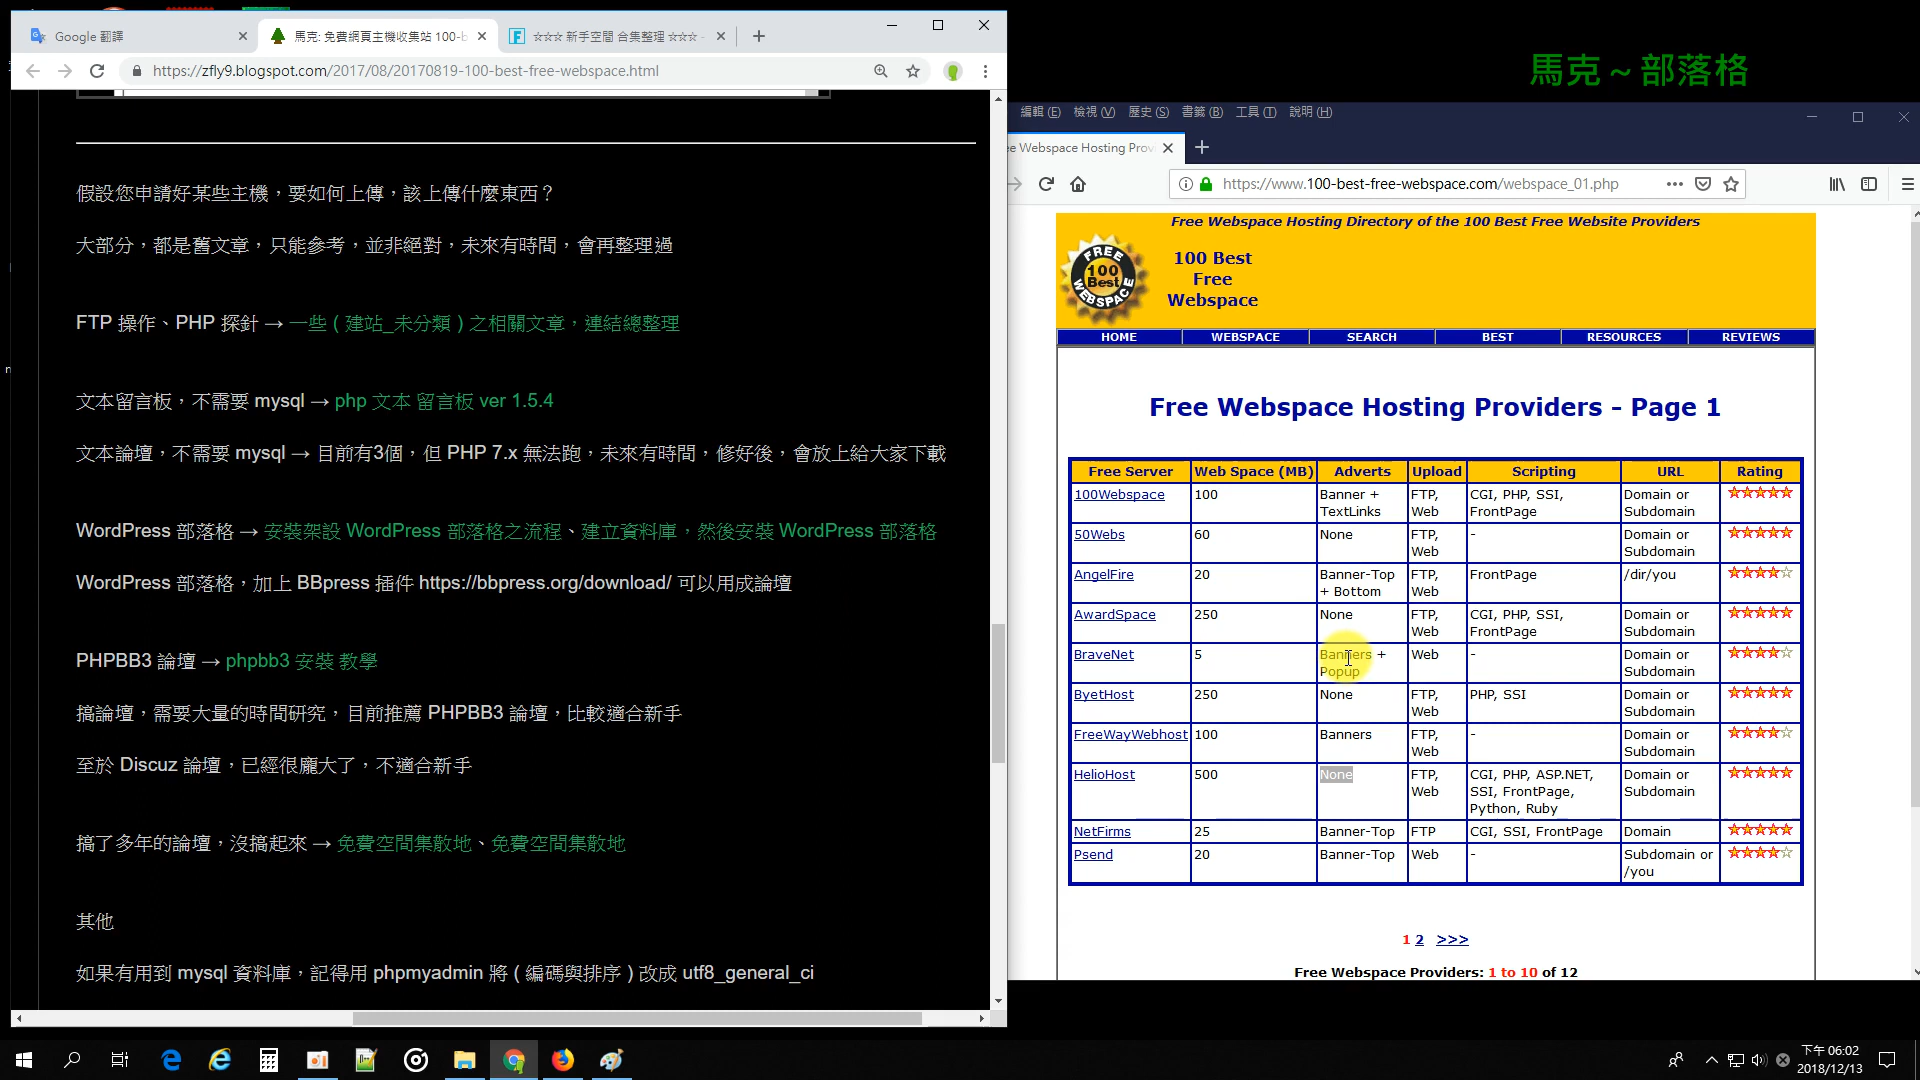 Google 翻譯
馬克: 免費網頁主機收集站 100-b
☆☆☆ 新手空間 合集整理 ☆☆☆ -
https://zfly9.blogspot.com/2017/08/20170819-100-best-free-webspace.html
假設您申請好某些主機，要如何上傳，該上傳什麼東西？
大部分，都是舊文章，只能參考，並非絕對，未來有時間，會再整理過
FTP 操作、PHP 探針 → 一些 ( 建站_未分類 ) 之相關文章，連結總整理
文本留言板，不需要 mysql → php 文本 留言板 ver 1.5.4
文本論壇，不需要 mysql → 目前有3個，但 PHP 7.x 無法跑，未來有時間，修好後，會放上給大家下載
WordPress 部落格 → 安裝架設 WordPress 部落格之流程、建立資料庫，然後安裝 WordPress 部落格
WordPress 部落格，加上 BBpress 插件 https://bbpress.org/download/ 可以用成論壇
PHPBB3 論壇 → phpbb3 安裝 教學
搞論壇，需要大量的時間研究，目前推薦 PHPBB3 論壇，比較適合新手
至於 Discuz 論壇，已經很龐大了，不適合新手
搞了多年的論壇，沒搞起來 → 免費空間集散地、免費空間集散地
其他
如果有用到 mysql 資料庫，記得用 phpmyadmin 將 ( 編碼與排序 ) 改成 utf8_general_ci
馬克 ~ 部落格
編輯 (E) 檢視 (V) 歷史 (S) 書籤 (B) 工具 (T) 說明 (H)
ee Webspace Hosting Prov
https://www.100-best-free-webspace.com/webspace_01.php
Free Webspace Hosting Directory of the 100 Best Free Website Providers
FREE
100
Best
WEBSPACE
100 Best
Free
Webspace
HOME WEBSPACE SEARCH BEST RESOURCES REVIEWS
Free Webspace Hosting Providers - Page 1
Free Server Web Space (MB) Adverts Upload Scripting URL Rating
100Webspace 100 Banner + TextLinks FTP, Web CGI, PHP, SSI, FrontPage Domain or Subdomain
50Webs 60 None FTP, Web - Domain or Subdomain
AngelFire 20 Banner-Top + Bottom FTP, Web FrontPage /dir/you
AwardSpace 250 None FTP, Web CGI, PHP, SSI, FrontPage Domain or Subdomain
BraveNet 5 Banners + Popup Web - Domain or Subdomain
ByetHost 250 None FTP, Web PHP, SSI Domain or Subdomain
FreeWayWebhost 100 Banners FTP, Web - Domain or Subdomain
HelioHost 500 None FTP, Web CGI, PHP, ASP.NET, SSI, FrontPage, Python, Ruby Domain or Subdomain
NetFirms 25 Banner-Top FTP CGI, SSI, FrontPage Domain
Psend 20 Banner-Top Web - Subdomain or /you
1 2 >>>
Free Webspace Providers: 1 to 10 of 12
下午 06:02
2018/12/13